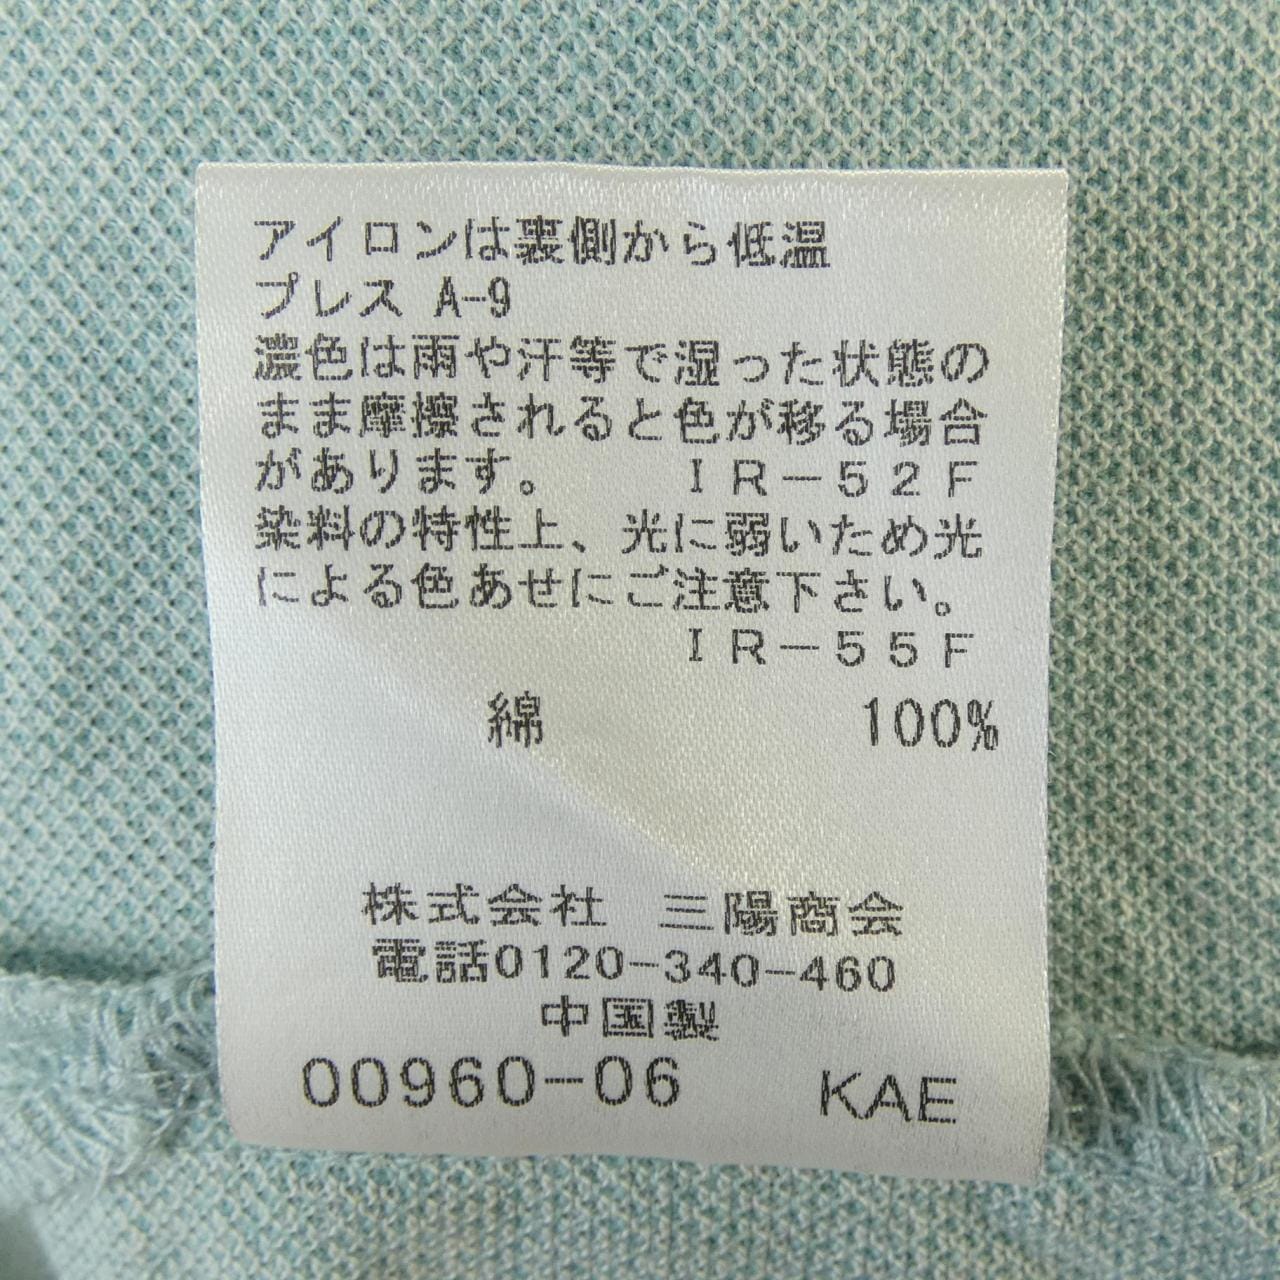 アイロンは裏側から低温
プレス A-9
濃色は雨や汗等で湿った状態の
まま摩擦されると色が移る場合
があります。　　ＩＲ－５２Ｆ
染料の特性上、光に弱いため光
による色あせにご注意下さい。
ＩＲ－５５Ｆ
綿　100%
株式会社　三陽商会
電話0120-340-460
中国製
00960-06　KAE